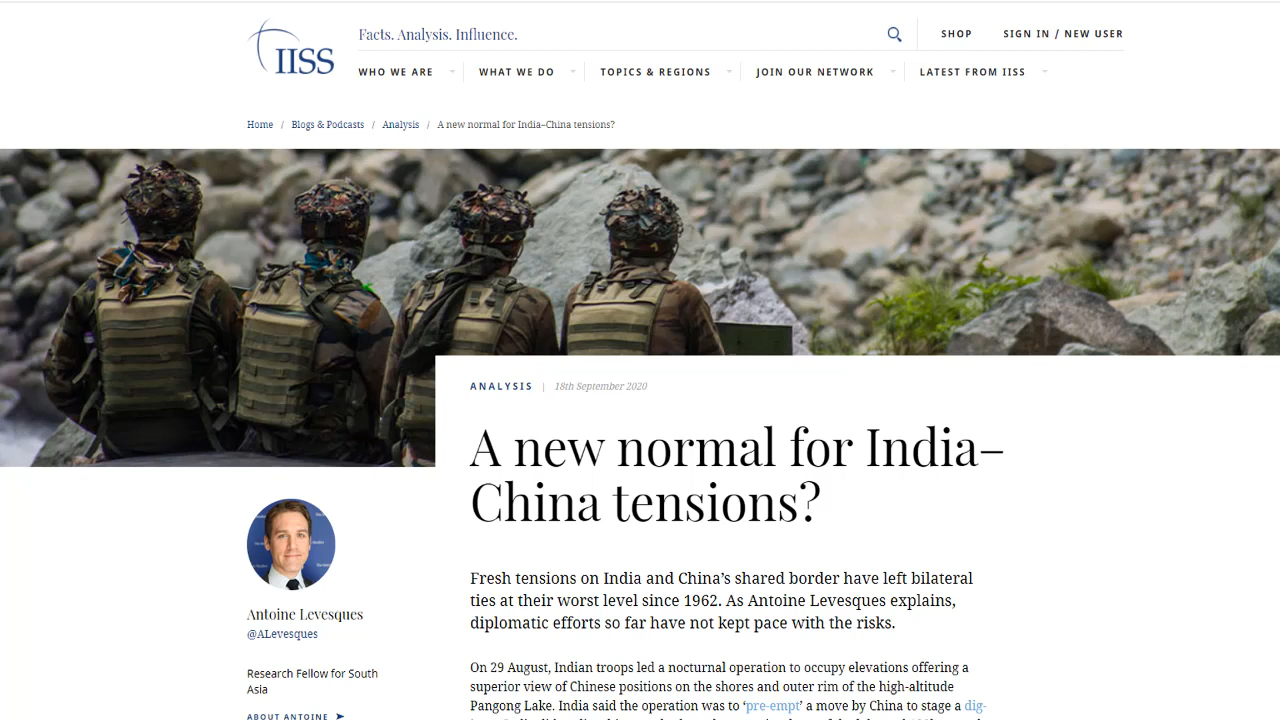 IISS
Facts. Analysis. Influence.
SHOP
SIGN IN / NEW USER
WHO WE ARE
WHAT WE DO
TOPICS & REGIONS
JOIN OUR NETWORK
LATEST FROM IISS
Home / Blogs & Podcasts / Analysis / A new normal for India–China tensions?
ANALYSIS | 18th September 2020
A new normal for India–
China tensions?
Fresh tensions on India and China’s shared border have left bilateral
ties at their worst level since 1962. As Antoine Levesques explains,
diplomatic efforts so far have not kept pace with the risks.
On 29 August, Indian troops led a nocturnal operation to occupy elevations offering a
superior view of Chinese positions on the shores and outer rim of the high-altitude
Pangong Lake. India said the operation was to ‘pre-empt’ a move by China to stage a dig-
Antoine Levesques
@ALevesques
Research Fellow for South
Asia
ABOUT ANTOINE